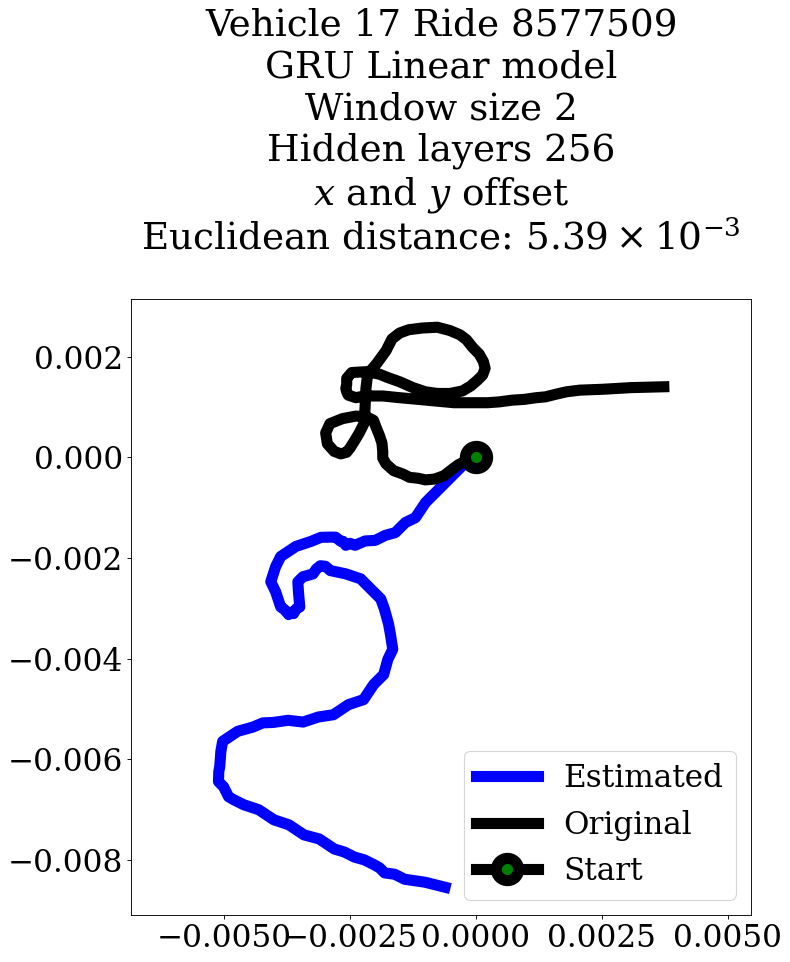 Vehicle 17 Ride 8577509
GRU Linear model
Window size 2
Hidden layers 256
x and y offset
Euclidean distance: 5.39 × 10⁻³
0.002
0.000
−0.002
−0.004
−0.006
−0.008
Estimated
Original
Start
−0.0050 −0.0025 0.0000 0.0025 0.0050